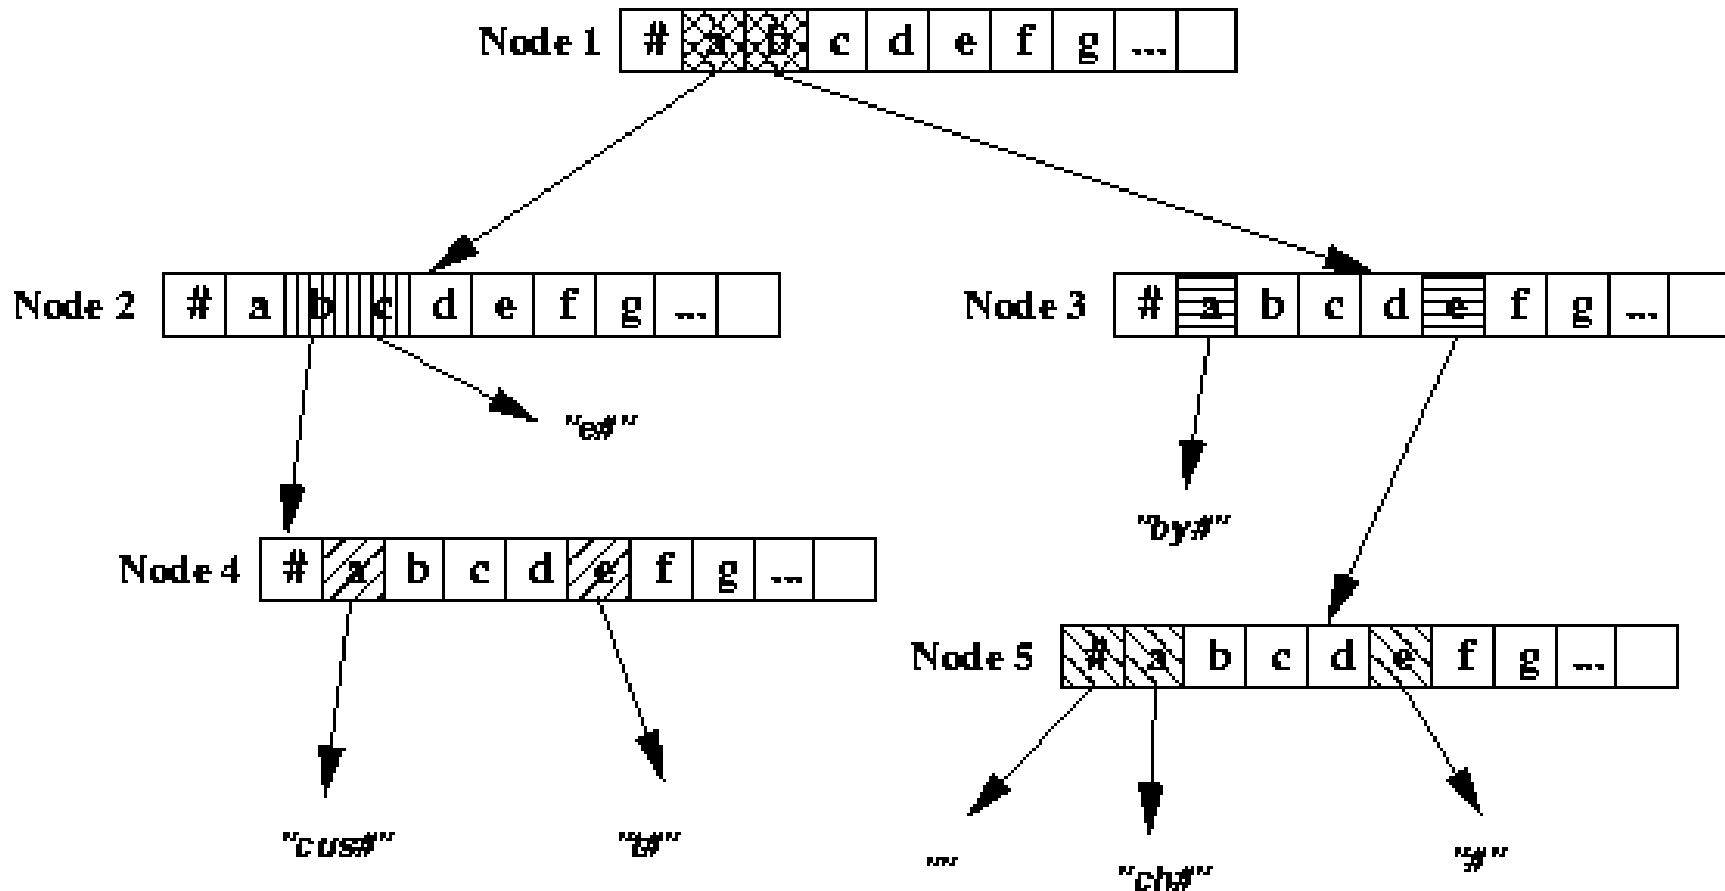 Node 1 # a b c d e f g ...
Node 2 # a b c d e f g ...
Node 3 # a b c d e f g ...
"e#"
"by#"
Node 4 # a b c d e f g ...
Node 5 # a b c d e f g ...
"cus#"
"t#"
""
"ch#"
"#"